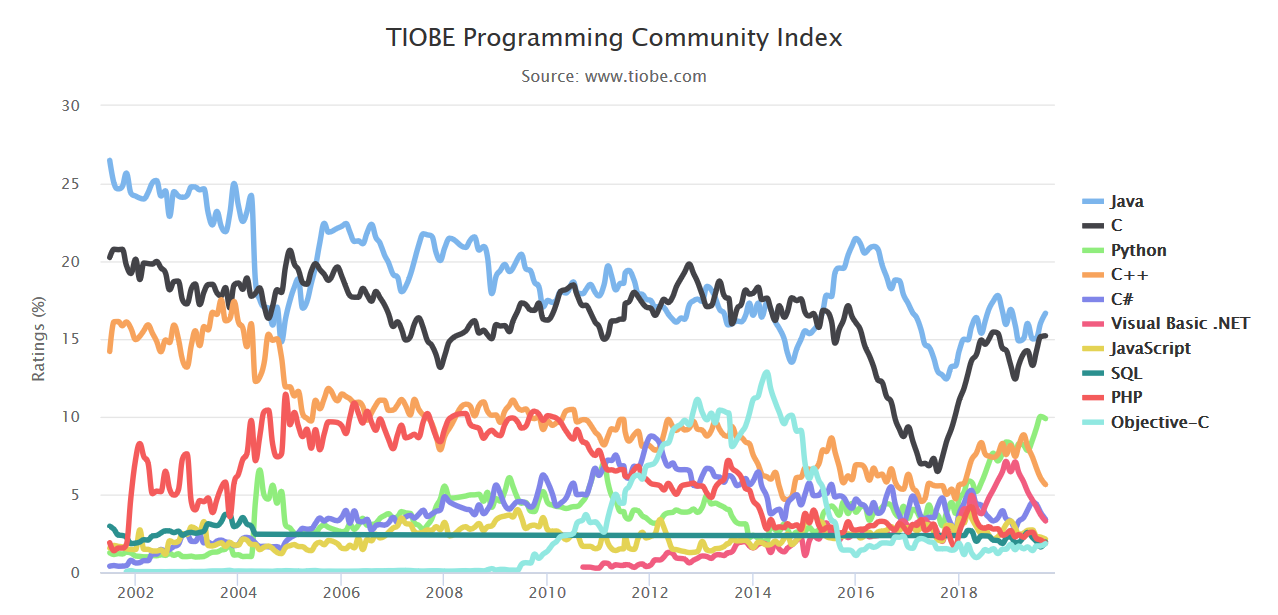 TIOBE Programming Community Index
Source: www.tiobe.com
Ratings (%)
30
25
20
15
10
5
0
2002 2004 2006 2008 2010 2012 2014 2016 2018
Java
C
Python
C++
C#
Visual Basic .NET
JavaScript
SQL
PHP
Objective-C